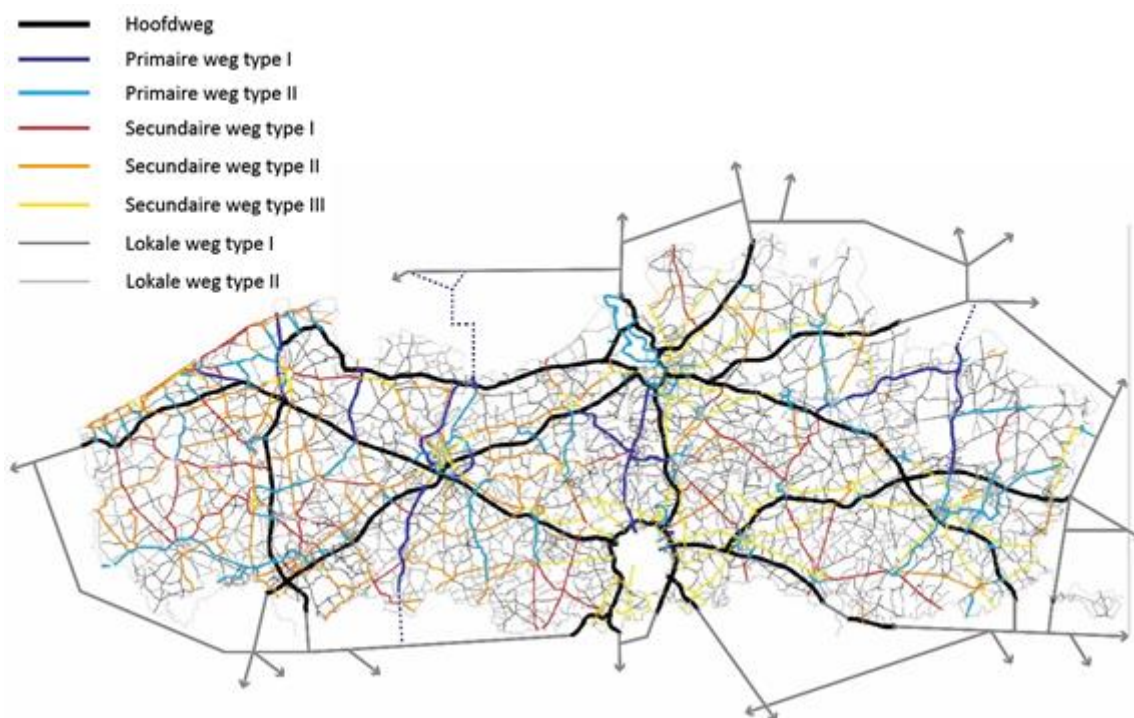 Hoofdweg
Primaire weg type I
Primaire weg type II
Secundaire weg type I
Secundaire weg type II
Secundaire weg type III
Lokale weg type I
Lokale weg type II